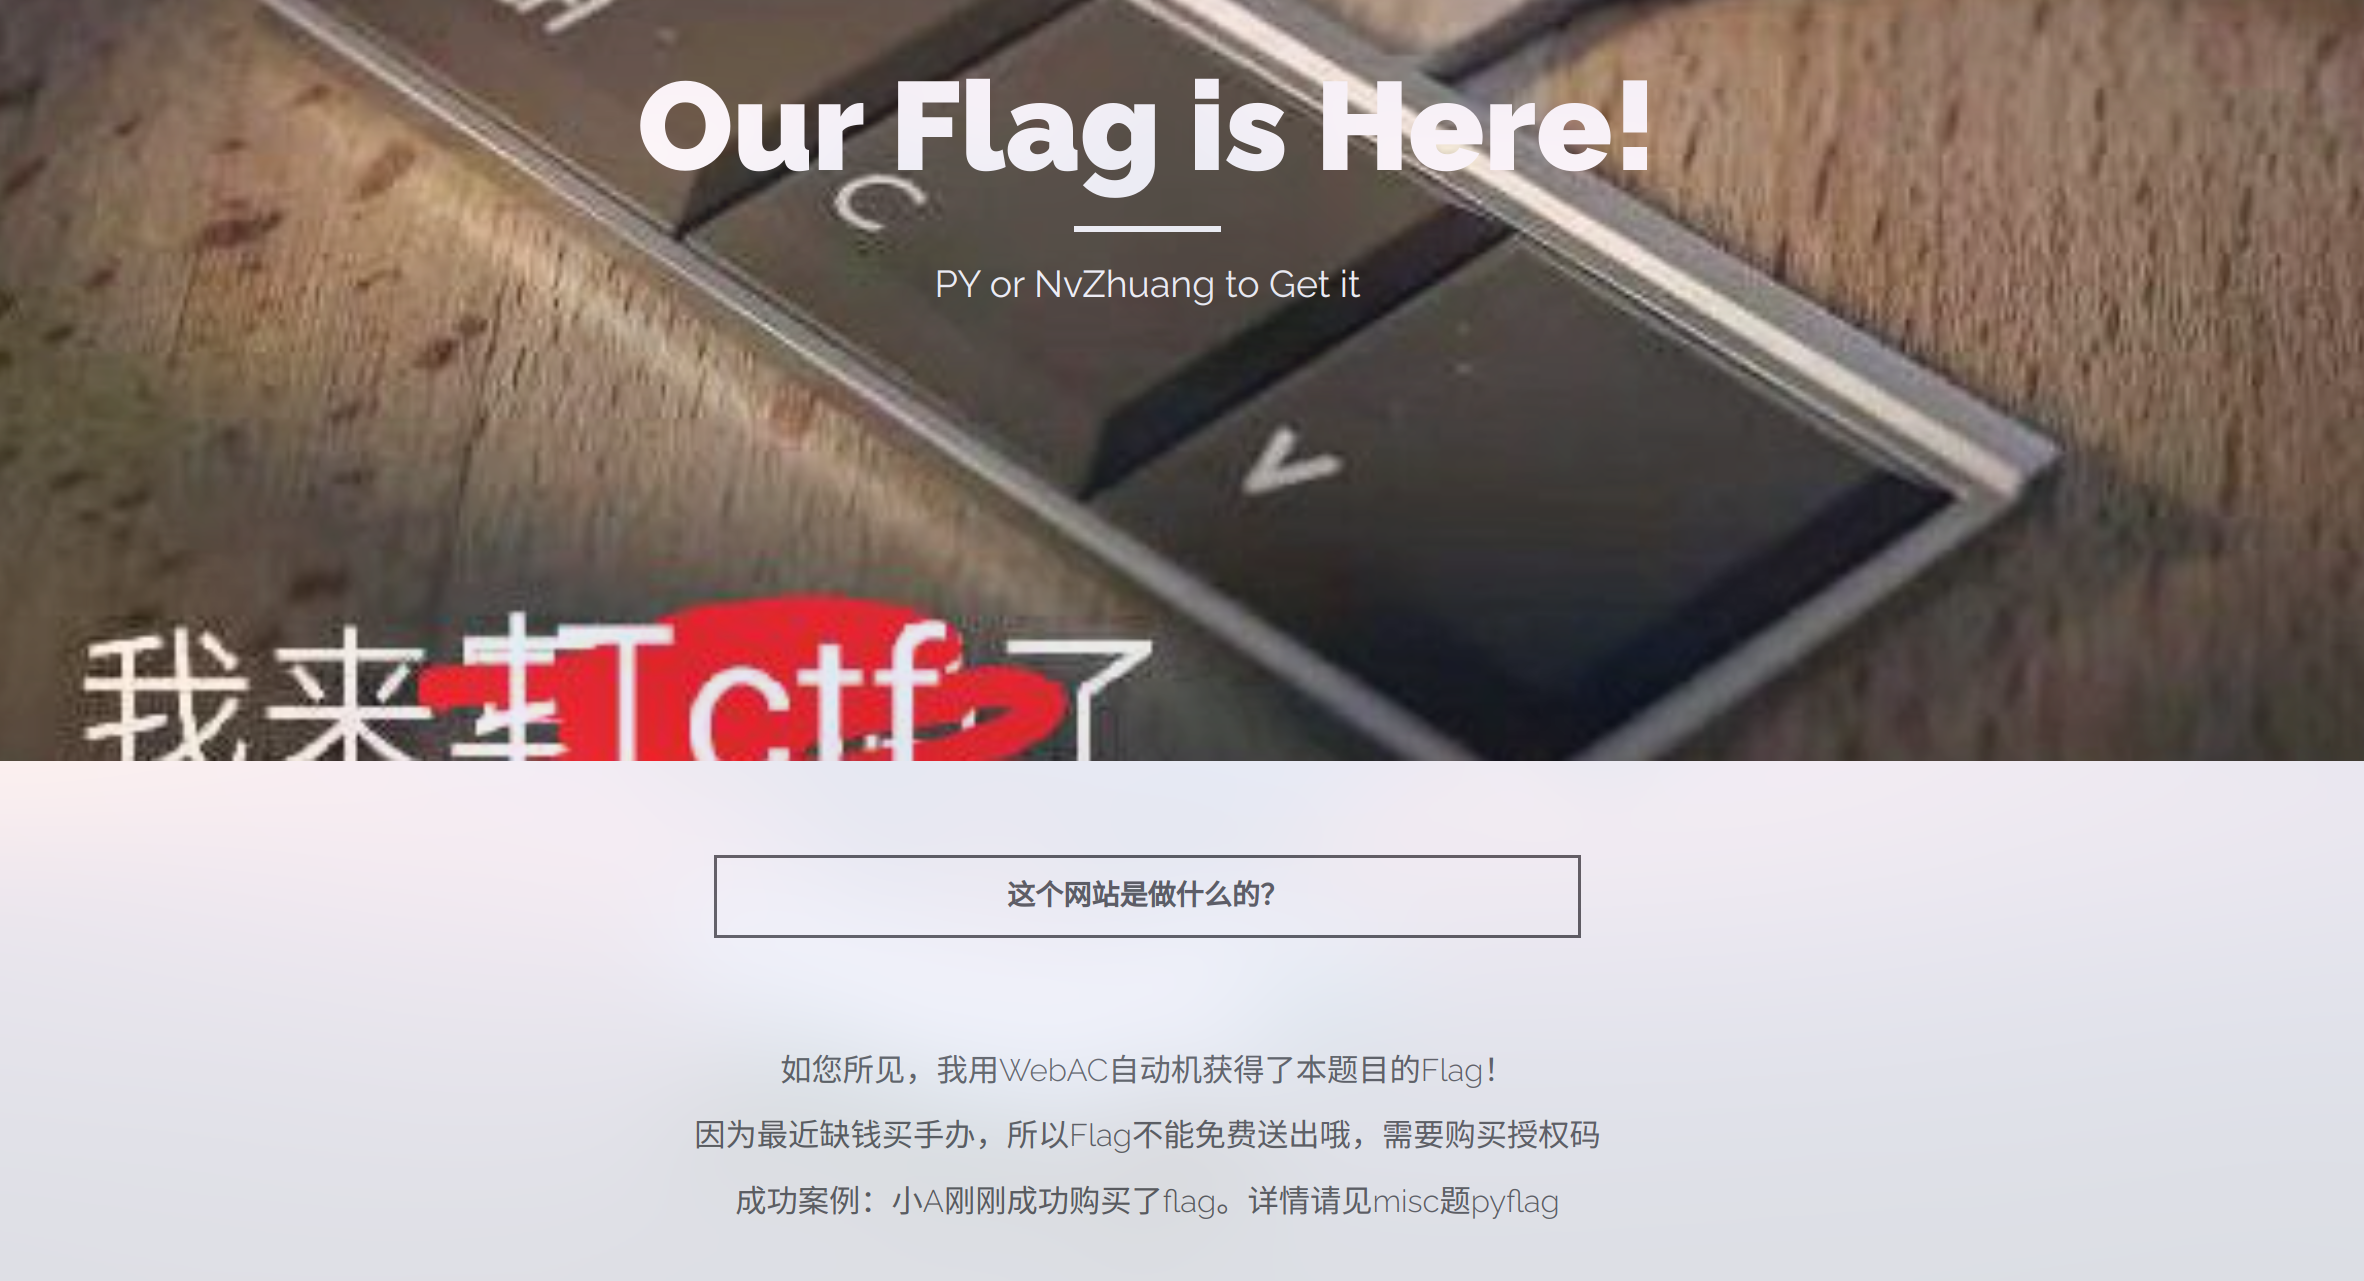 Our Flag is Here!
C
PY or NvZhuang to Get it
V
我来打ctf了
这个网站是做什么的？
如您所见，我用WebAC自动机获得了本题目的Flag！
因为最近缺钱买手办，所以Flag不能免费送出哦，需要购买授权码
成功案例：小A刚刚成功购买了flag。详情请见misc题pyflag